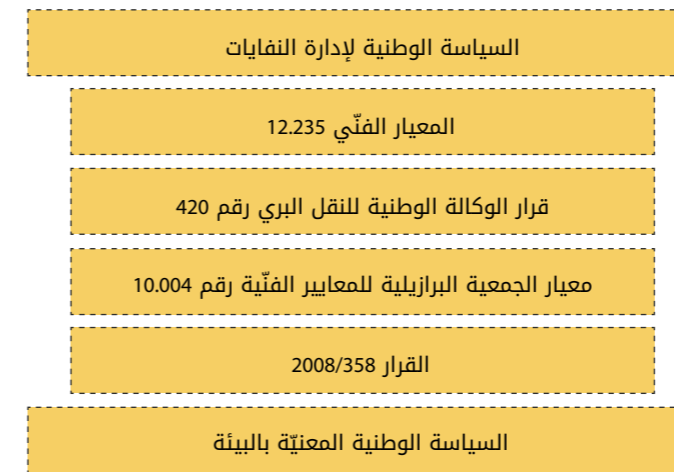 السياسة الوطنية لإدارة النفايات
المعيار الفنّي 12.235
قرار الوكالة الوطنية للنقل البري رقم 420
معيار الجمعية البرازيلية للمعايير الفنّية رقم 10.004
القرار 2008/358
السياسة الوطنية المعنيّة بالبيئة